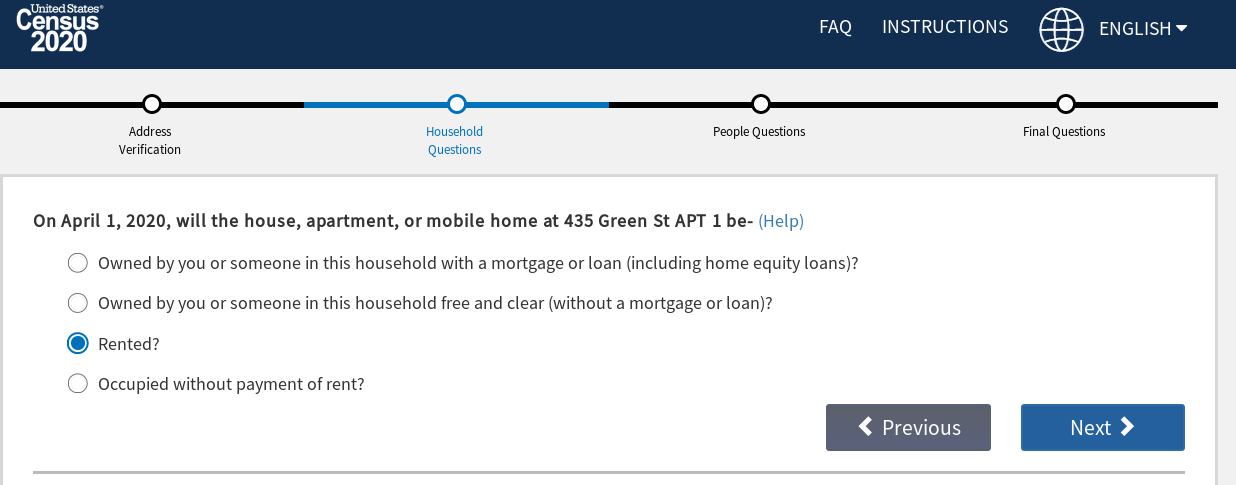 United States®
Census
2020
FAQ INSTRUCTIONS ENGLISH
Address
Verification
Household
Questions
People Questions
Final Questions
On April 1, 2020, will the house, apartment, or mobile home at 435 Green St APT 1 be- (Help)
Owned by you or someone in this household with a mortgage or loan (including home equity loans)?
Owned by you or someone in this household free and clear (without a mortgage or loan)?
Rented?
Occupied without payment of rent?
Previous Next